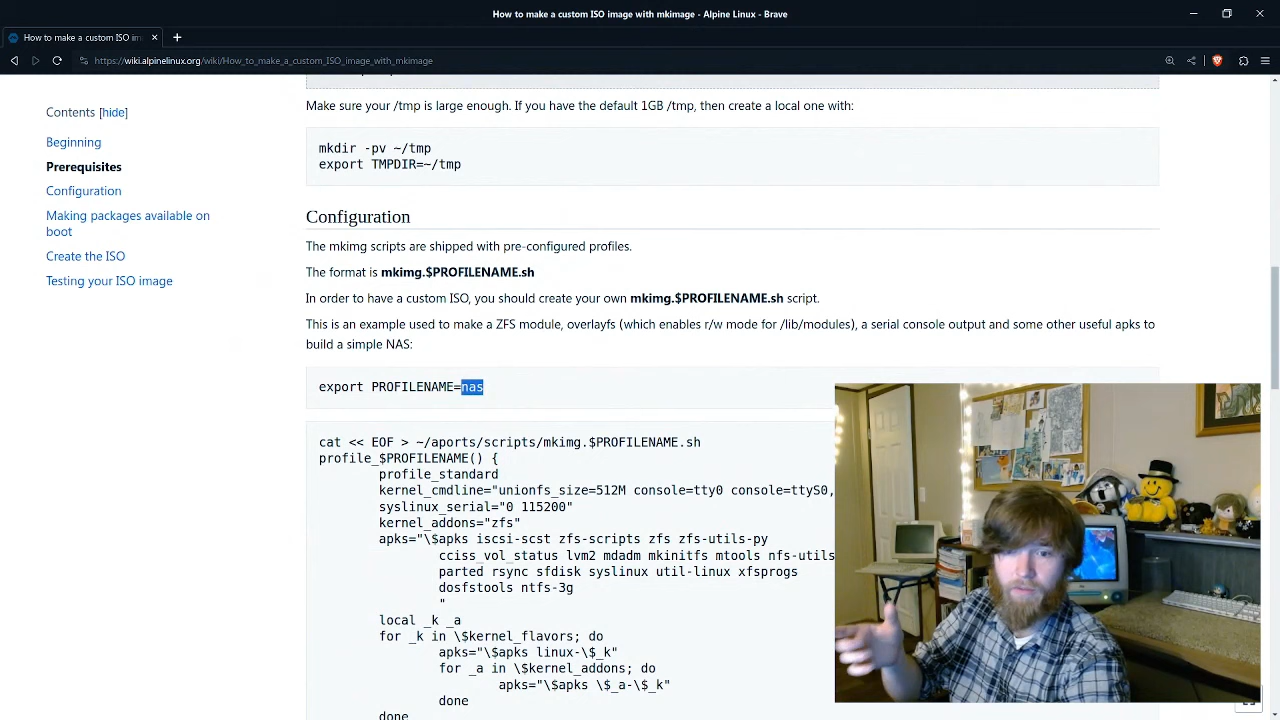 How to make a custom ISO image with mkimage - Alpine Linux - Brave
How to make a custom ISO im
https://wiki.alpinelinux.org/wiki/How_to_make_a_custom_ISO_image_with_mkimage
Contents [hide]
Beginning
Prerequisites
Configuration
Making packages available on
boot
Create the ISO
Testing your ISO image
Make sure your /tmp is large enough. If you have the default 1GB /tmp, then create a local one with:
mkdir -pv ~/tmp
export TMPDIR=~/tmp
Configuration
The mkimg scripts are shipped with pre-configured profiles.
The format is mkimg.$PROFILENAME.sh
In order to have a custom ISO, you should create your own mkimg.$PROFILENAME.sh script.
This is an example used to make a ZFS module, overlayfs (which enables r/w mode for /lib/modules), a serial console output and some other useful apks to
build a simple NAS:
export PROFILENAME=nas
cat << EOF > ~/aports/scripts/mkimg.$PROFILENAME.sh
profile_$PROFILENAME() {
profile_standard
kernel_cmdline="unionfs_size=512M console=tty0 console=ttyS0,
syslinux_serial="0 115200"
kernel_addons="zfs"
apks="\$apks iscsi-scst zfs-scripts zfs zfs-utils-py
cciss_vol_status lvm2 mdadm mkinitfs mtools nfs-utils
parted rsync sfdisk syslinux util-linux xfsprogs
dosfstools ntfs-3g
"
local _k _a
for _k in \$kernel_flavors; do
apks="\$apks linux-\$_k"
for _a in \$kernel_addons; do
apks="\$apks \$_a-\$_k"
done
done